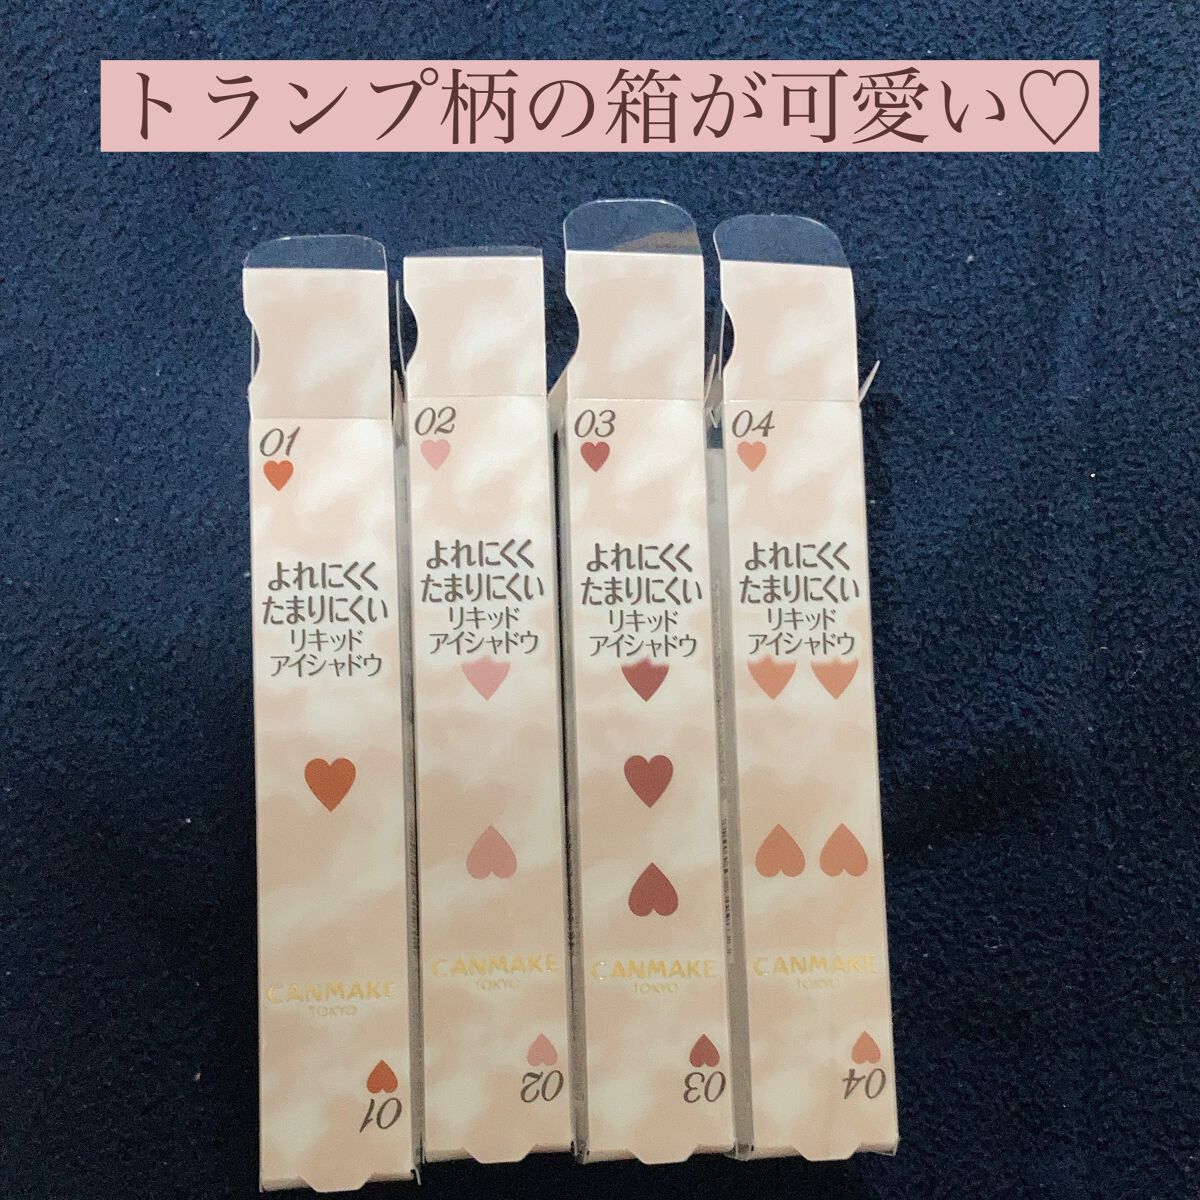 トランプ柄の箱が可愛い♡
01
よれにくく
たまりにくい
リキッド
アイシャドウ
CANMAKE
TOKYO
01
02
よれにくく
たまりにくい
リキッド
アイシャドウ
CANMAKE
TOKYO
02
03
よれにくく
たまりにくい
リキッド
アイシャドウ
CANMAKE
TOKYO
03
04
よれにくく
たまりにくい
リキッド
アイシャドウ
CANMAKE
TOKYO
04